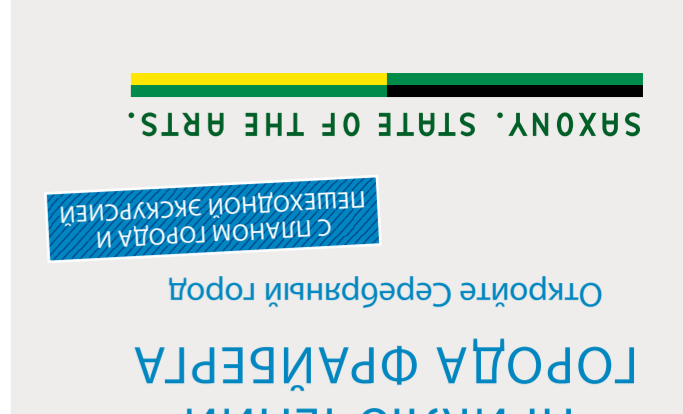 ГОРОДА ФРАЙБЕРГА
Откройте Серебряный город
С ПЛАНОМ ГОРОДА И
ПЕШЕХОДНОЙ ЭКСКУРСИЕЙ
SAXONY. STATE OF THE ARTS.